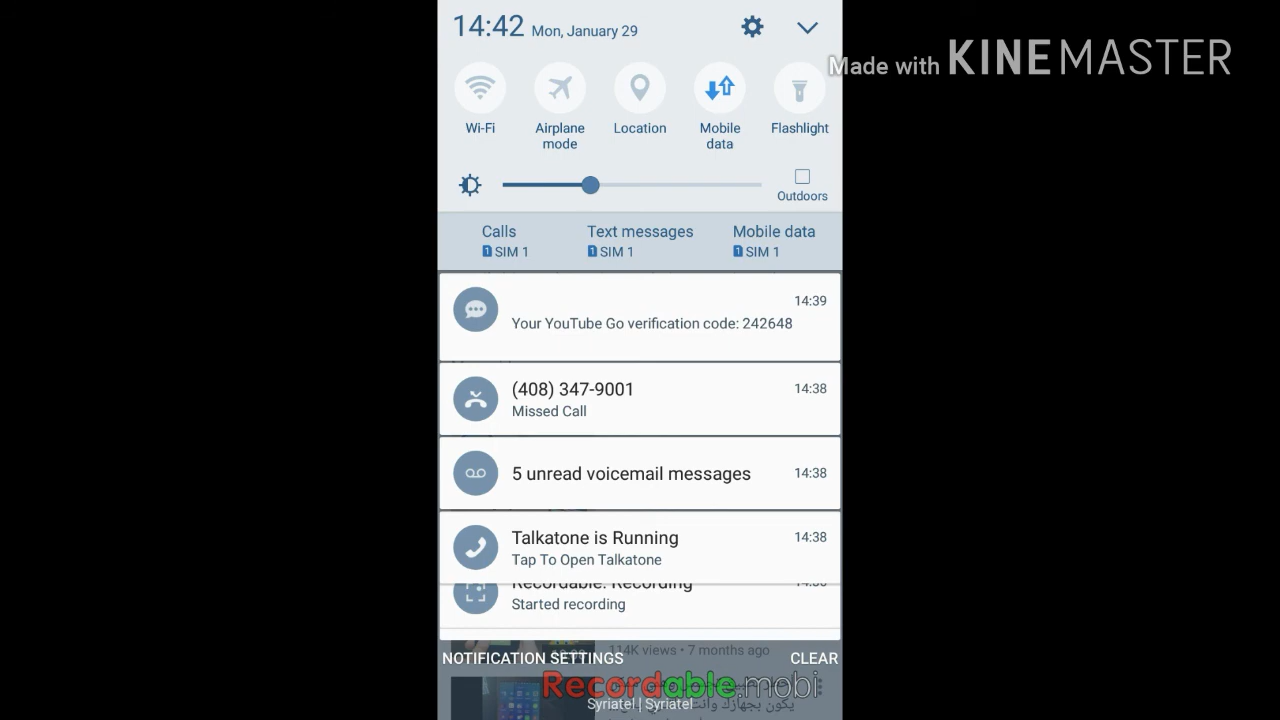 14:42 Mon, January 29
Made with KINEMASTER
Wi-Fi
Airplane mode
Location
Mobile data
Flashlight
Outdoors
Calls
SIM 1
Text messages
SIM 1
Mobile data
SIM 1
14:39
Your YouTube Go verification code: 242648
(408) 347-9001
14:38
Missed Call
5 unread voicemail messages
14:38
Talkatone is Running
14:38
Tap To Open Talkatone
Recordable: Recording
Started recording
114K views • 7 months ago
NOTIFICATION SETTINGS
CLEAR
Recordable.mobi
Syriatel | Syriatel